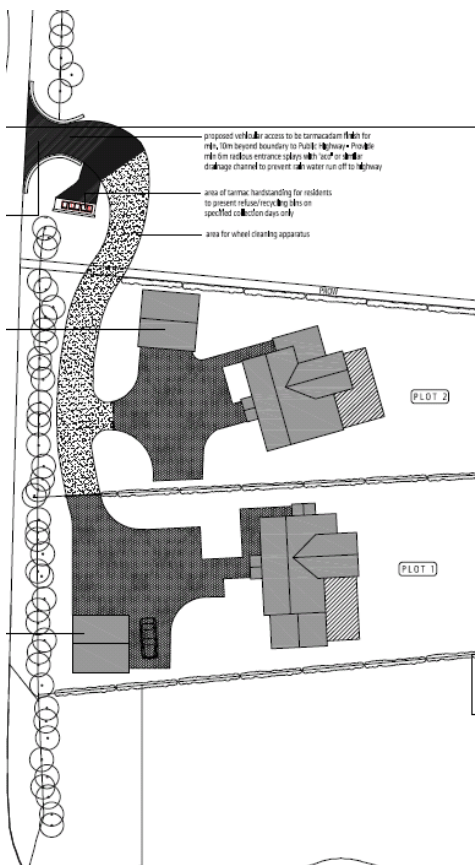 proposed vehicular access to be tarmacadam finish for
min. 10m beyond boundary to Public Highway - Provide
min 6m radious entrance splays with 'aco' or similar
drainage channel to prevent rain water run off to highway
area of tarmac hardstanding for residents
to present refuse/recycling bins on
specified collection days only
area for wheel cleaning apparatus
PROW
PLOT 2
PLOT 1